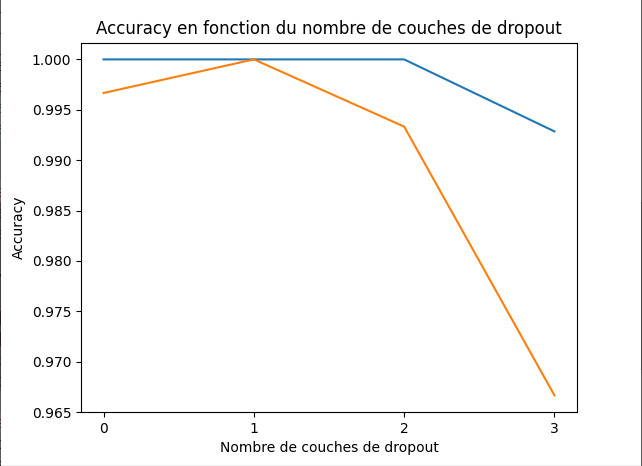 Accuracy en fonction du nombre de couches de dropout
1.000
0.995
0.990
0.985
0.980
0.975
0.970
0.965
Accuracy
0 1 2 3
Nombre de couches de dropout